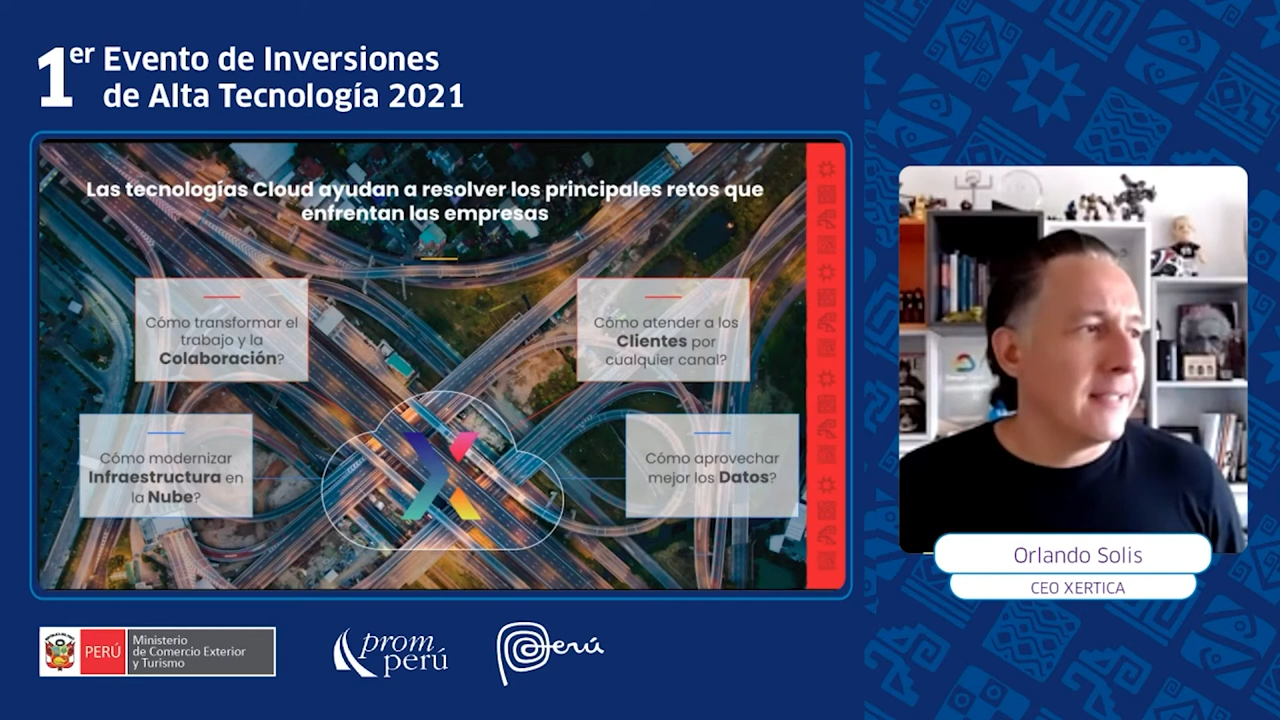 1er Evento de Inversiones
de Alta Tecnología 2021
Las tecnologías Cloud ayudan a resolver los principales retos que
enfrentan las empresas
Cómo transformar el
trabajo y la
Colaboración?
Cómo atender a los
Clientes por
cualquier canal?
Cómo modernizar
Infraestructura en
la Nube?
Cómo aprovechar
mejor los Datos?
Orlando Solis
CEO XERTICA
PERÚ
Ministerio
de Comercio Exterior
y Turismo
prom
perú
Perú